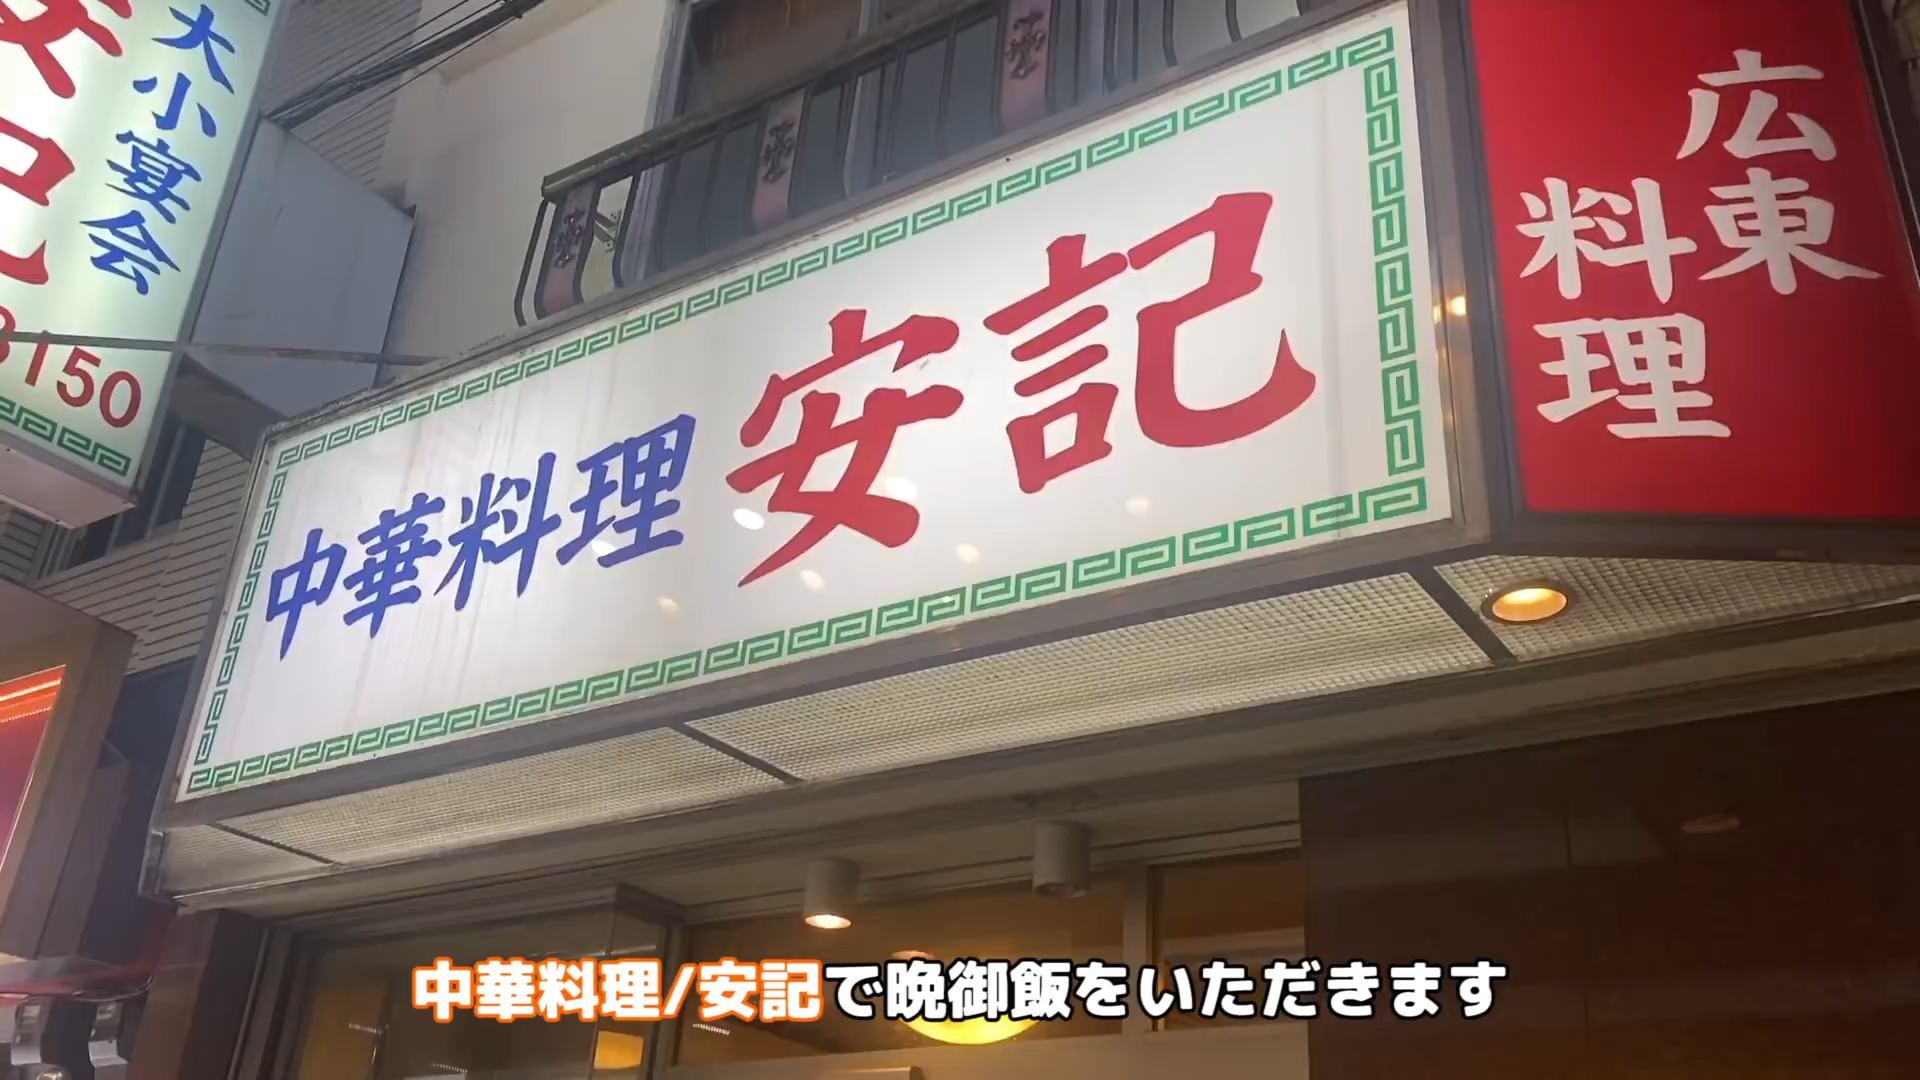 大小宴会
3150
中華料理 安記
広東
料理
中華料理/安記で晩御飯をいただきます